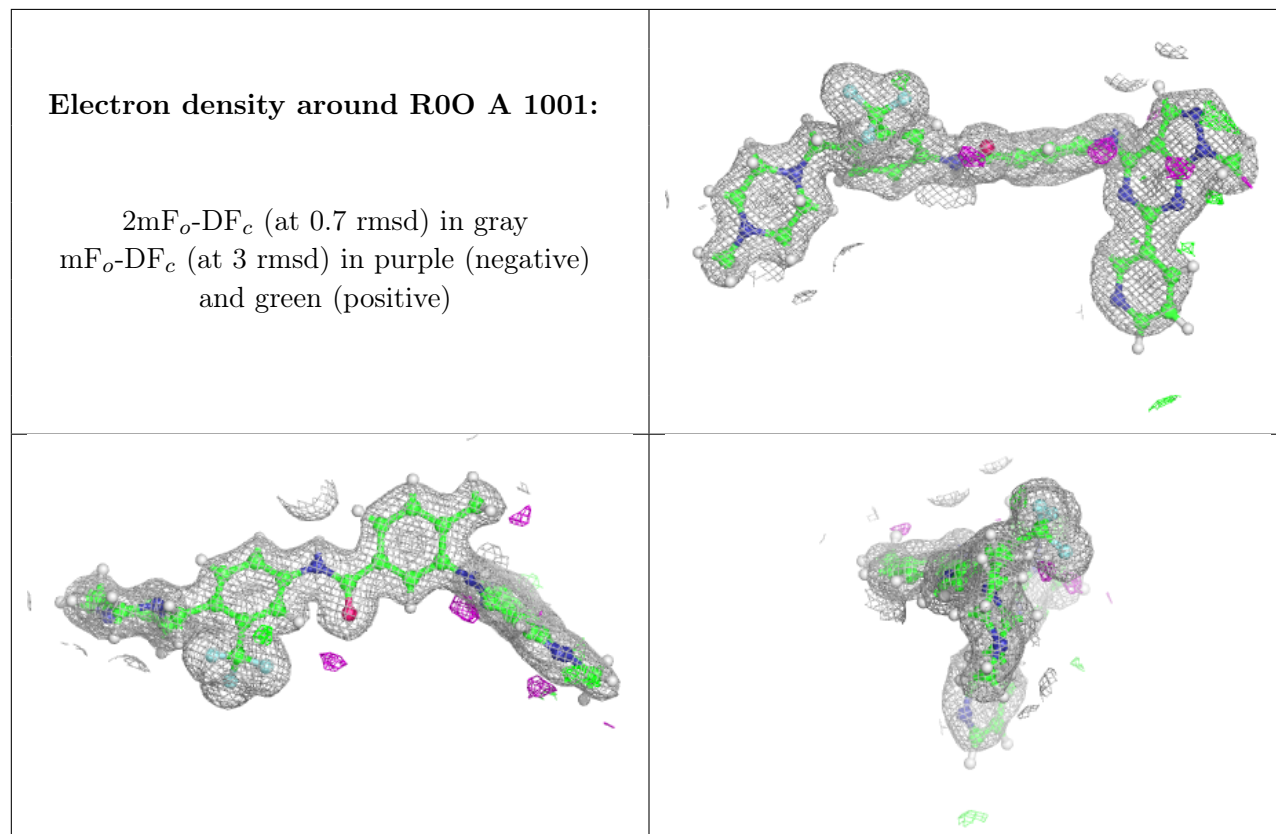 Electron density around R0O A 1001:
2mFo-DFc (at 0.7 rmsd) in gray
mFo-DFc (at 3 rmsd) in purple (negative)
and green (positive)